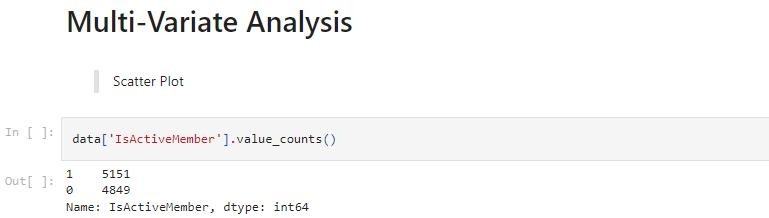 Multi-Variate Analysis
Scatter Plot
In [ ]: data['IsActiveMember'].value_counts()
Out[ ]: 1    5151
0    4849
Name: IsActiveMember, dtype: int64